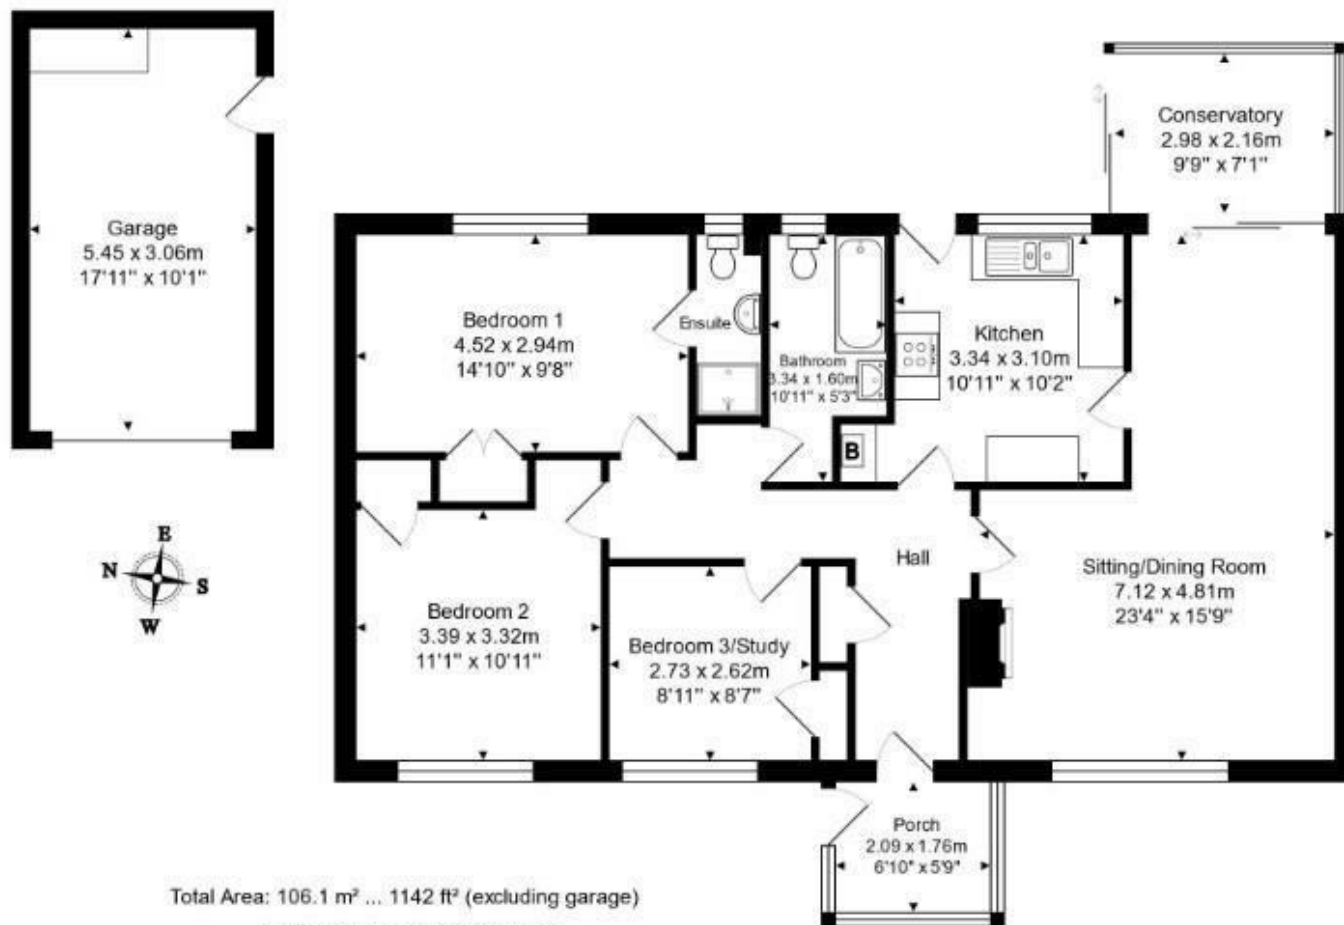 Garage
5.45 x 3.06m
17'11" x 10'1"
Conservatory
2.98 x 2.16m
9'9" x 7'1"
Bedroom 1
4.52 x 2.94m
14'10" x 9'8"
Ensuite
Bathroom
3.34 x 1.60m
10'11" x 5'3"
Kitchen
3.34 x 3.10m
10'11" x 10'2"
B
Hall
Sitting/Dining Room
7.12 x 4.81m
23'4" x 15'9"
E
N
S
W
Bedroom 2
3.39 x 3.32m
11'1" x 10'11"
Bedroom 3/Study
2.73 x 2.62m
8'11" x 8'7"
Porch
2.09 x 1.76m
6'10" x 5'9"
Total Area: 106.1 m² ... 1142 ft² (excluding garage)